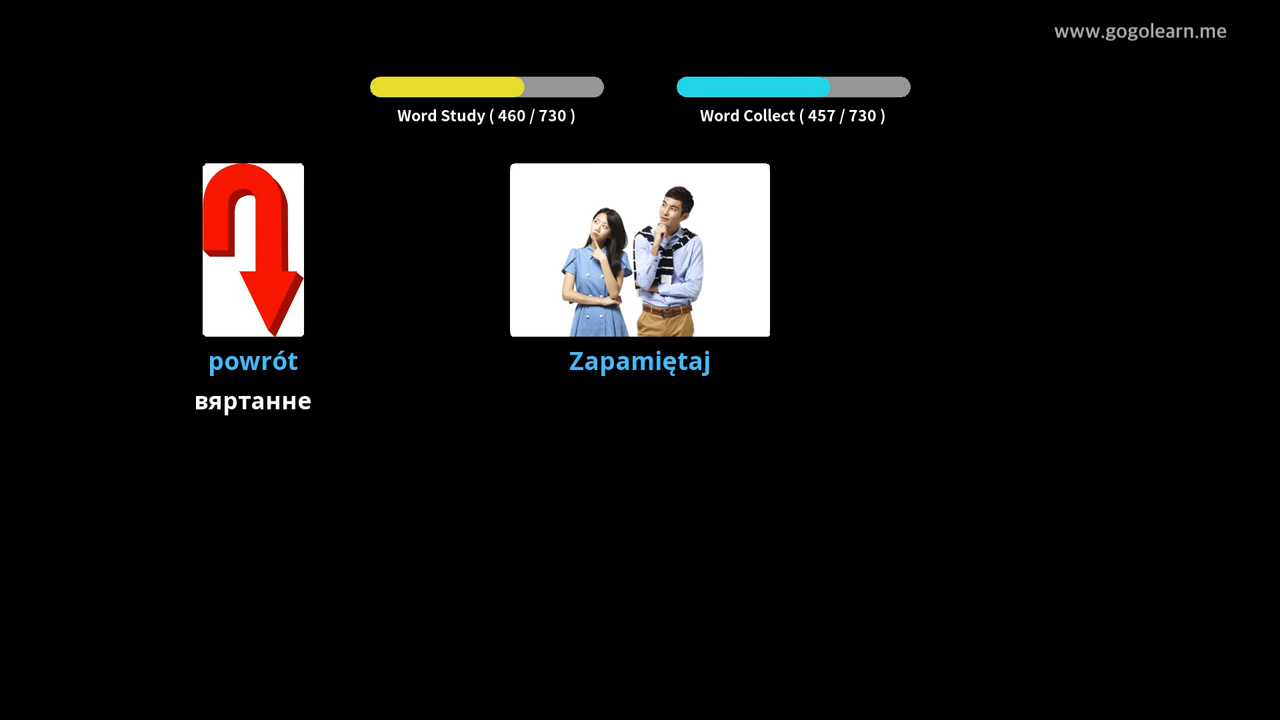 www.gogolearn.me
Word Study ( 460 / 730 )
Word Collect ( 457 / 730 )
powrót
Zapamiętaj
вяртанне